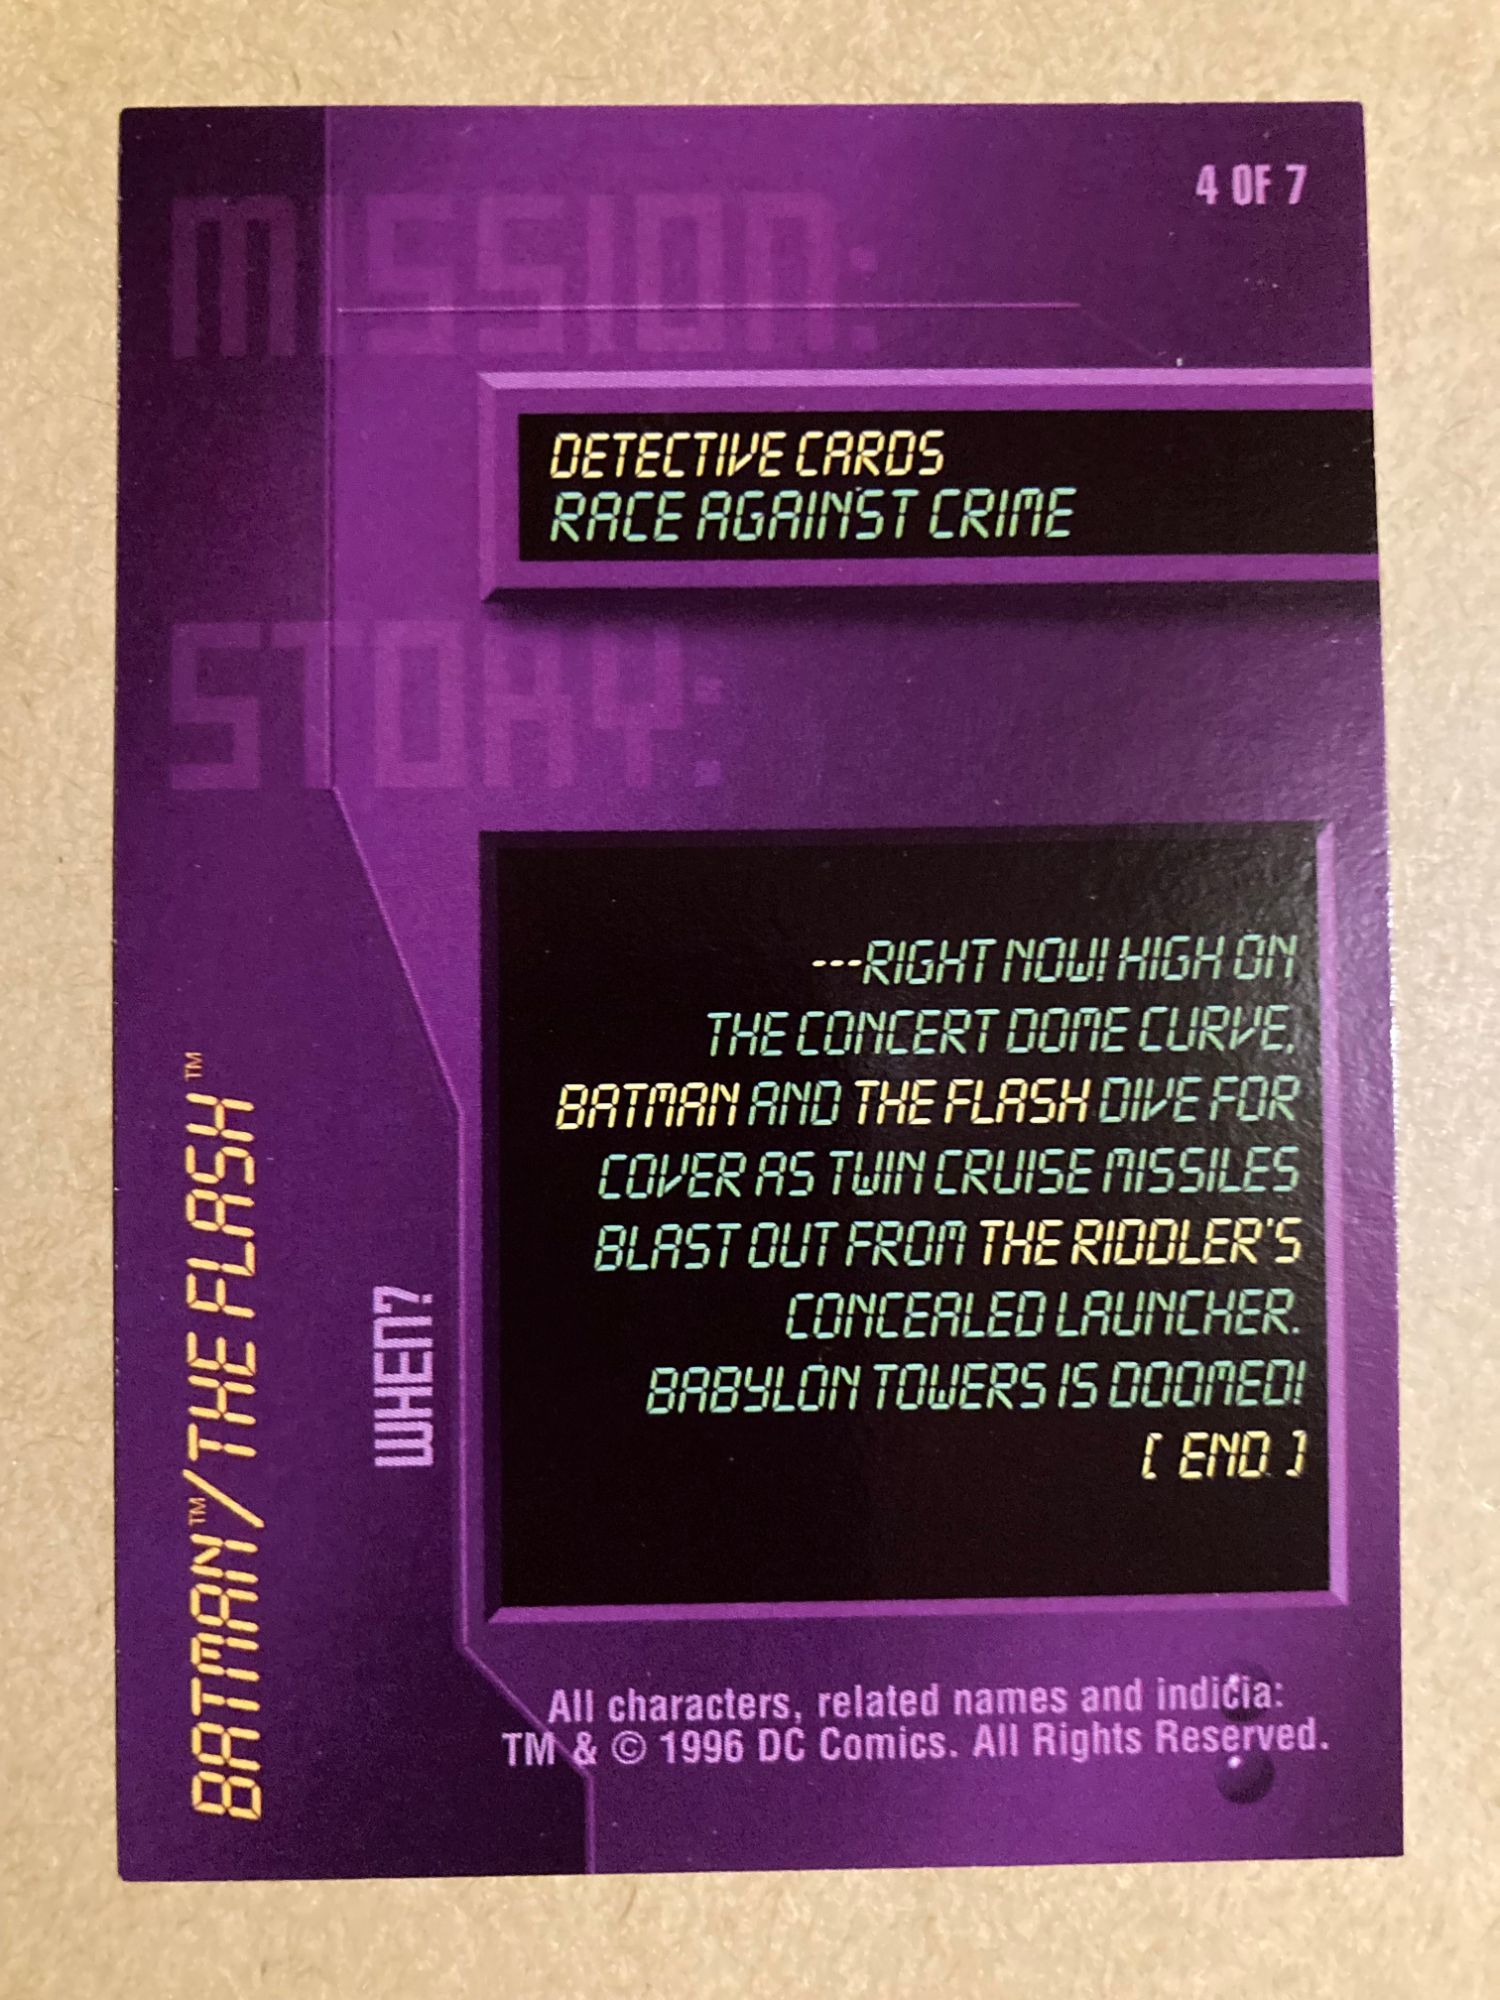 4 OF 7
MISSION:
DETECTIVE CARDS
RACE AGAINST CRIME
STORY:
---RIGHT NOW! HIGH ON
THE CONCERT DOME CURVE,
BATMAN AND THE FLASH DIVE FOR
COVER AS TWIN CRUISE MISSILES
BLAST OUT FROM THE RIDDLER'S
CONCEALED LAUNCHER.
BABYLON TOWERS IS DOOMED!
[ END ]
WHEN?
BATMAN™/THE FLASH™
All characters, related names and indicia:
TM & © 1996 DC Comics. All Rights Reserved.